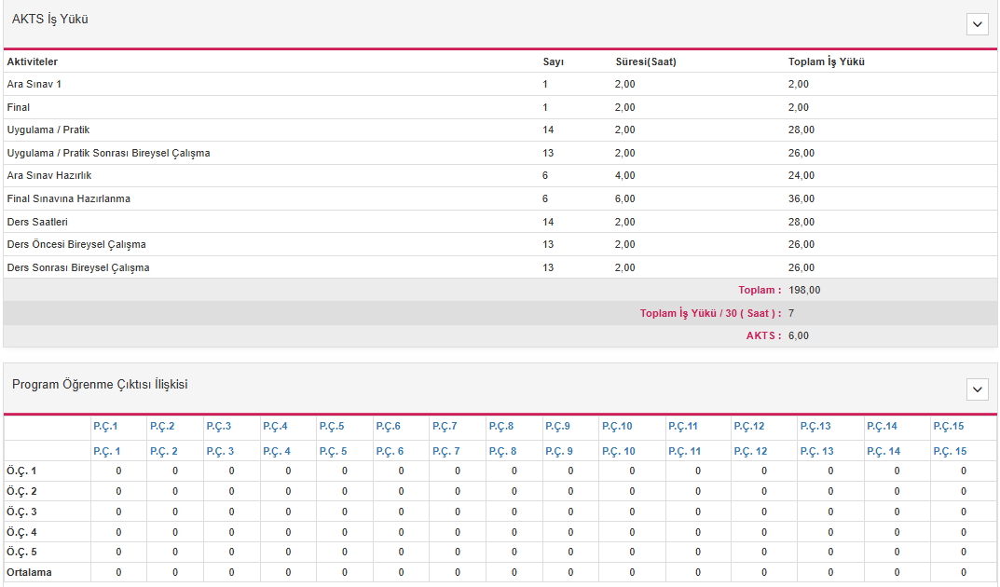 AKTS İş Yükü
Aktiviteler Sayı Süresi(Saat) Toplam İş Yükü
Ara Sınav 1 1 2,00 2,00
Final 1 2,00 2,00
Uygulama / Pratik 14 2,00 28,00
Uygulama / Pratik Sonrası Bireysel Çalışma 13 2,00 26,00
Ara Sınav Hazırlık 6 4,00 24,00
Final Sınavına Hazırlanma 6 6,00 36,00
Ders Saatleri 14 2,00 28,00
Ders Öncesi Bireysel Çalışma 13 2,00 26,00
Ders Sonrası Bireysel Çalışma 13 2,00 26,00
Toplam : 198,00
Toplam İş Yükü / 30 ( Saat ) : 7
AKTS : 6,00
Program Öğrenme Çıktısı İlişkisi
P.Ç.1 P.Ç.2 P.Ç.3 P.Ç.4 P.Ç.5 P.Ç.6 P.Ç.7 P.Ç.8 P.Ç.9 P.Ç.10 P.Ç.11 P.Ç.12 P.Ç.13 P.Ç.14 P.Ç.15
P.Ç. 1 P.Ç. 2 P.Ç. 3 P.Ç. 4 P.Ç. 5 P.Ç. 6 P.Ç. 7 P.Ç. 8 P.Ç. 9 P.Ç. 10 P.Ç. 11 P.Ç. 12 P.Ç. 13 P.Ç. 14 P.Ç. 15
Ö.Ç. 1 0 0 0 0 0 0 0 0 0 0 0 0 0 0 0
Ö.Ç. 2 0 0 0 0 0 0 0 0 0 0 0 0 0 0 0
Ö.Ç. 3 0 0 0 0 0 0 0 0 0 0 0 0 0 0 0
Ö.Ç. 4 0 0 0 0 0 0 0 0 0 0 0 0 0 0 0
Ö.Ç. 5 0 0 0 0 0 0 0 0 0 0 0 0 0 0 0
Ortalama 0 0 0 0 0 0 0 0 0 0 0 0 0 0 0